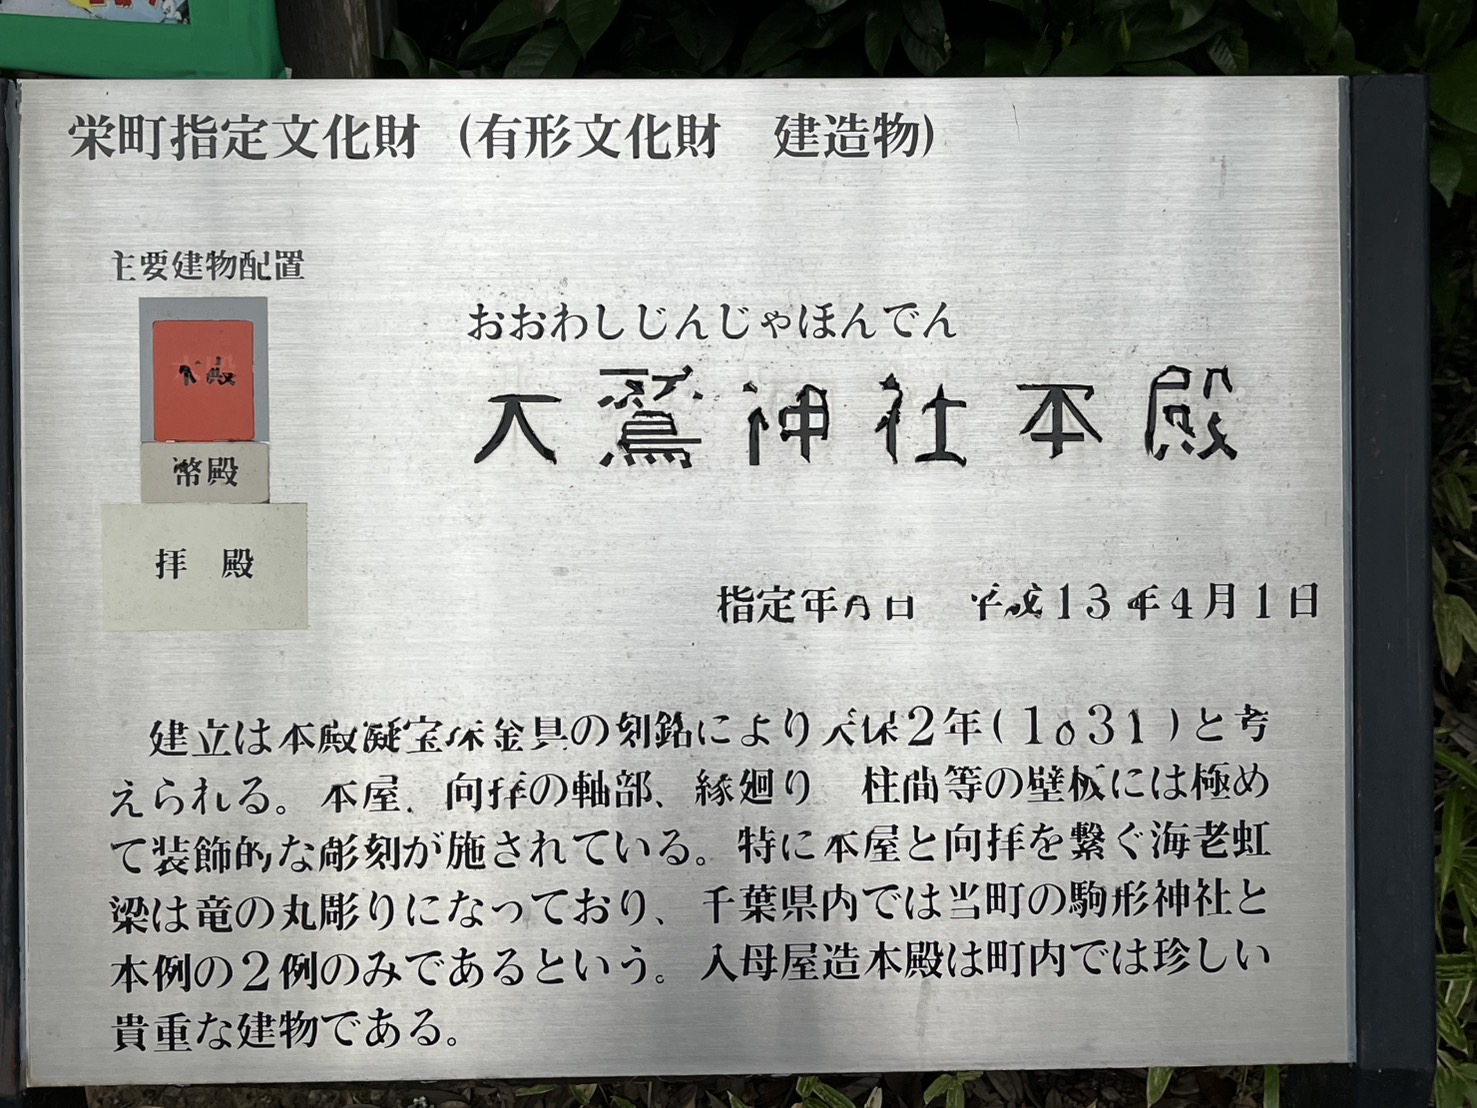 栄町指定文化財 (有形文化財　建造物)
主要建物配置
本殿
幣殿
拝　殿
おおわしじんじゃほんでん
大鷲神社本殿
指定年月日　平成13年4月1日
建立は本殿凝宝珠金具の刻銘により天保2年(1831)と考
えられる。本屋、向拝の軸部、縁廻り　柱間等の壁板には極め
て装飾的な彫刻が施されている。特に本屋と向拝を繋ぐ海老虹
梁は竜の丸彫りになっており、千葉県内では当町の駒形神社と
本例の2例のみであるという。入母屋造本殿は町内では珍しい
貴重な建物である。